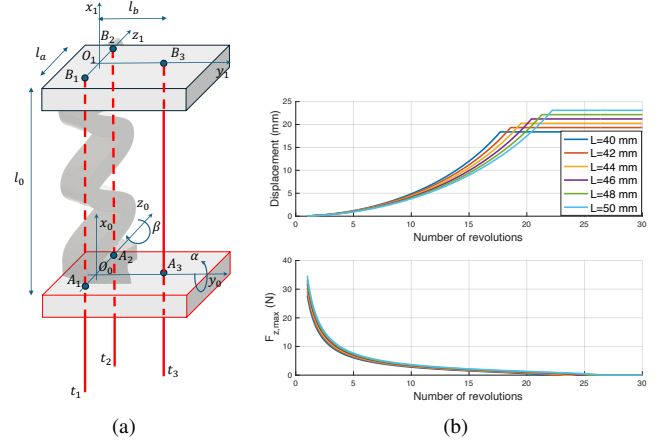 x₁
l_b
l_a
B₂
z₁
O₁
B₃
B₁
y₁
l₀
z₀
x₀
β
A₂
α
O₀
A₃
y₀
A₁
t₂
t₃
t₁
(a)
25
20
15
10
5
0
Displacement (mm)
0 5 10 15 20 25 30
Number of revolutions
L=40 mm
L=42 mm
L=44 mm
L=46 mm
L=48 mm
L=50 mm
40
30
20
10
0
F_z,max (N)
0 5 10 15 20 25 30
Number of revolutions
(b)